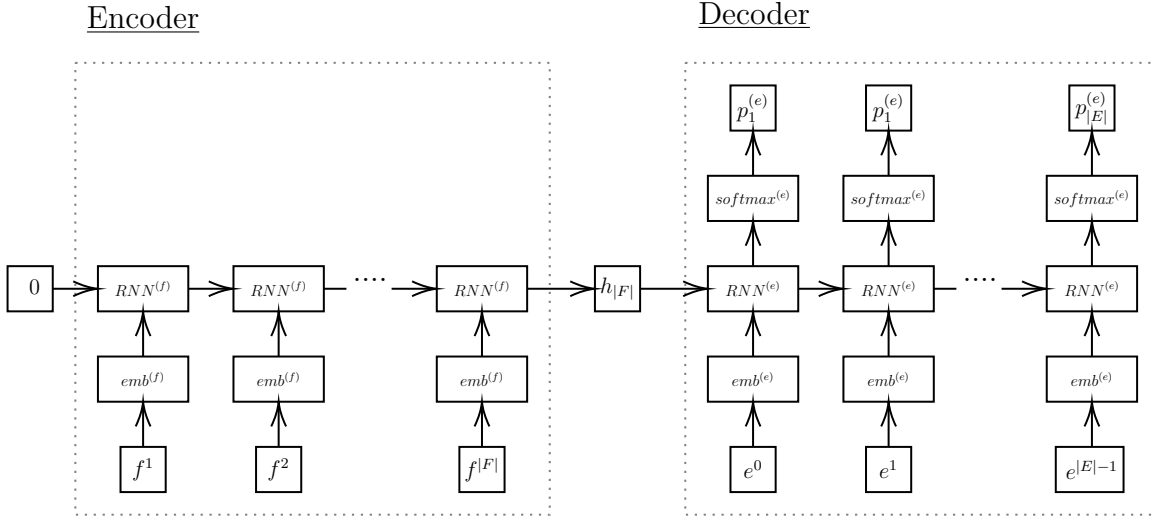 Encoder Decoder
p_1^{(e)} p_1^{(e)} p_{|E|}^{(e)}
softmax^{(e)} softmax^{(e)} softmax^{(e)}
0 RNN^{(f)} RNN^{(f)} .... RNN^{(f)} h_{|F|} RNN^{(e)} RNN^{(e)} .... RNN^{(e)}
emb^{(f)} emb^{(f)} emb^{(f)} emb^{(e)} emb^{(e)} emb^{(e)}
f^1 f^2 f^{|F|} e^0 e^1 e^{|E|-1}